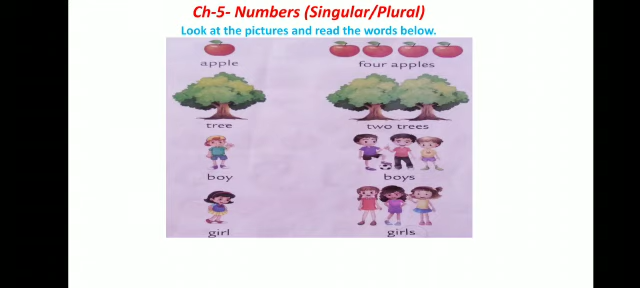 Ch-5- Numbers (Singular/Plural)
Look at the pictures and read the words below.
apple
four apples
tree
two trees
boy
boys
girl
girls